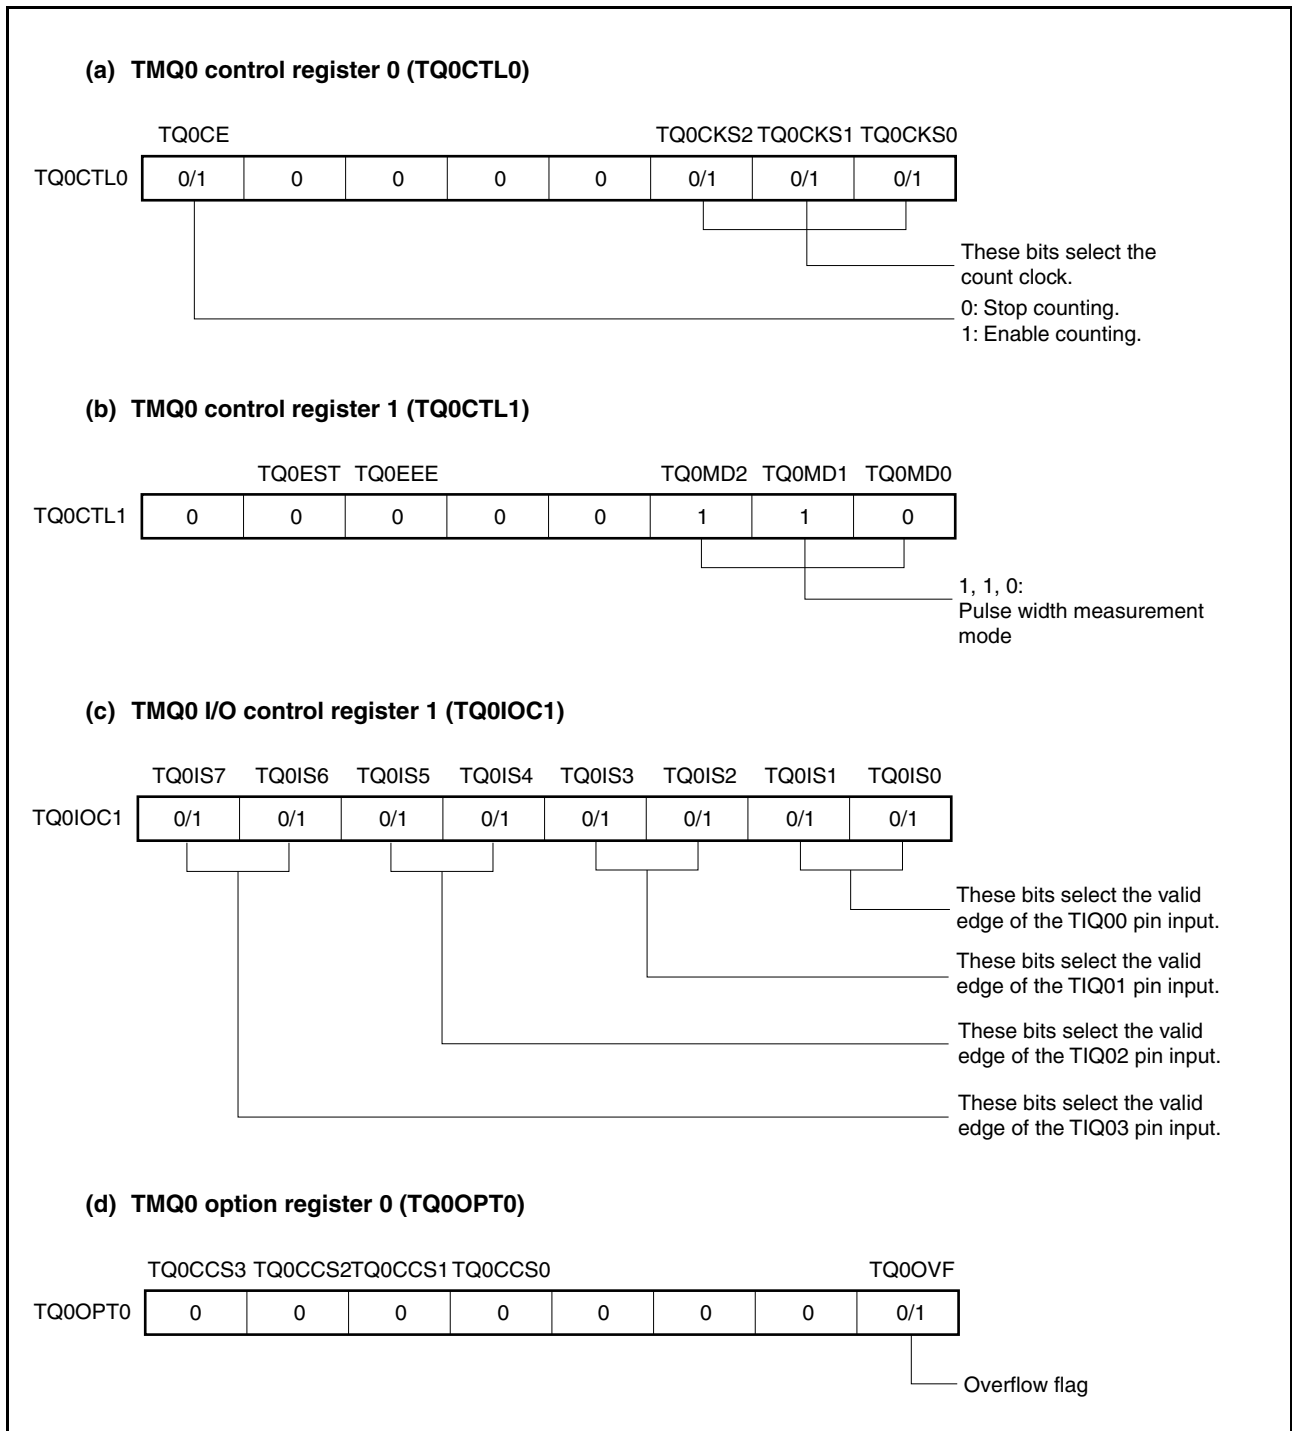 (a) TMQ0 control register 0 (TQ0CTL0)
TQ0CE TQ0CKS2 TQ0CKS1 TQ0CKS0
TQ0CTL0 0/1 0 0 0 0 0/1 0/1 0/1
These bits select the
count clock.
0: Stop counting.
1: Enable counting.
(b) TMQ0 control register 1 (TQ0CTL1)
TQ0EST TQ0EEE TQ0MD2 TQ0MD1 TQ0MD0
TQ0CTL1 0 0 0 0 0 1 1 0
1, 1, 0:
Pulse width measurement
mode
(c) TMQ0 I/O control register 1 (TQ0IOC1)
TQ0IS7 TQ0IS6 TQ0IS5 TQ0IS4 TQ0IS3 TQ0IS2 TQ0IS1 TQ0IS0
TQ0IOC1 0/1 0/1 0/1 0/1 0/1 0/1 0/1 0/1
These bits select the valid
edge of the TIQ00 pin input.
These bits select the valid
edge of the TIQ01 pin input.
These bits select the valid
edge of the TIQ02 pin input.
These bits select the valid
edge of the TIQ03 pin input.
(d) TMQ0 option register 0 (TQ0OPT0)
TQ0CCS3 TQ0CCS2 TQ0CCS1 TQ0CCS0 TQ0OVF
TQ0OPT0 0 0 0 0 0 0 0 0/1
Overflow flag